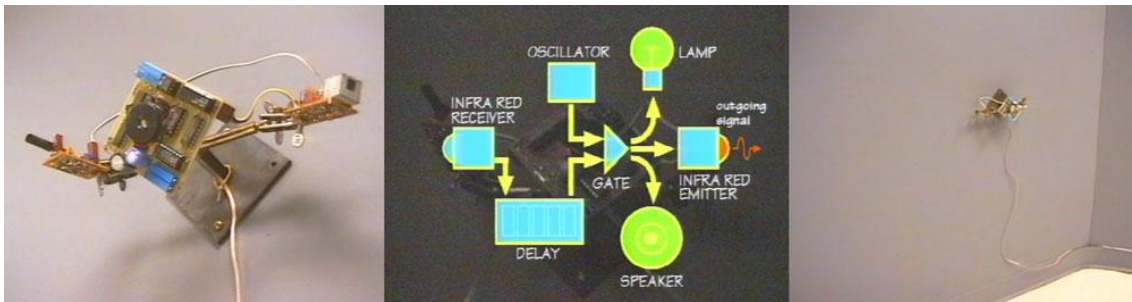 OSCILLATOR
LAMP
INFRA RED
RECEIVER
outgoing
signal
GATE
INFRA RED
EMITTER
DELAY
SPEAKER